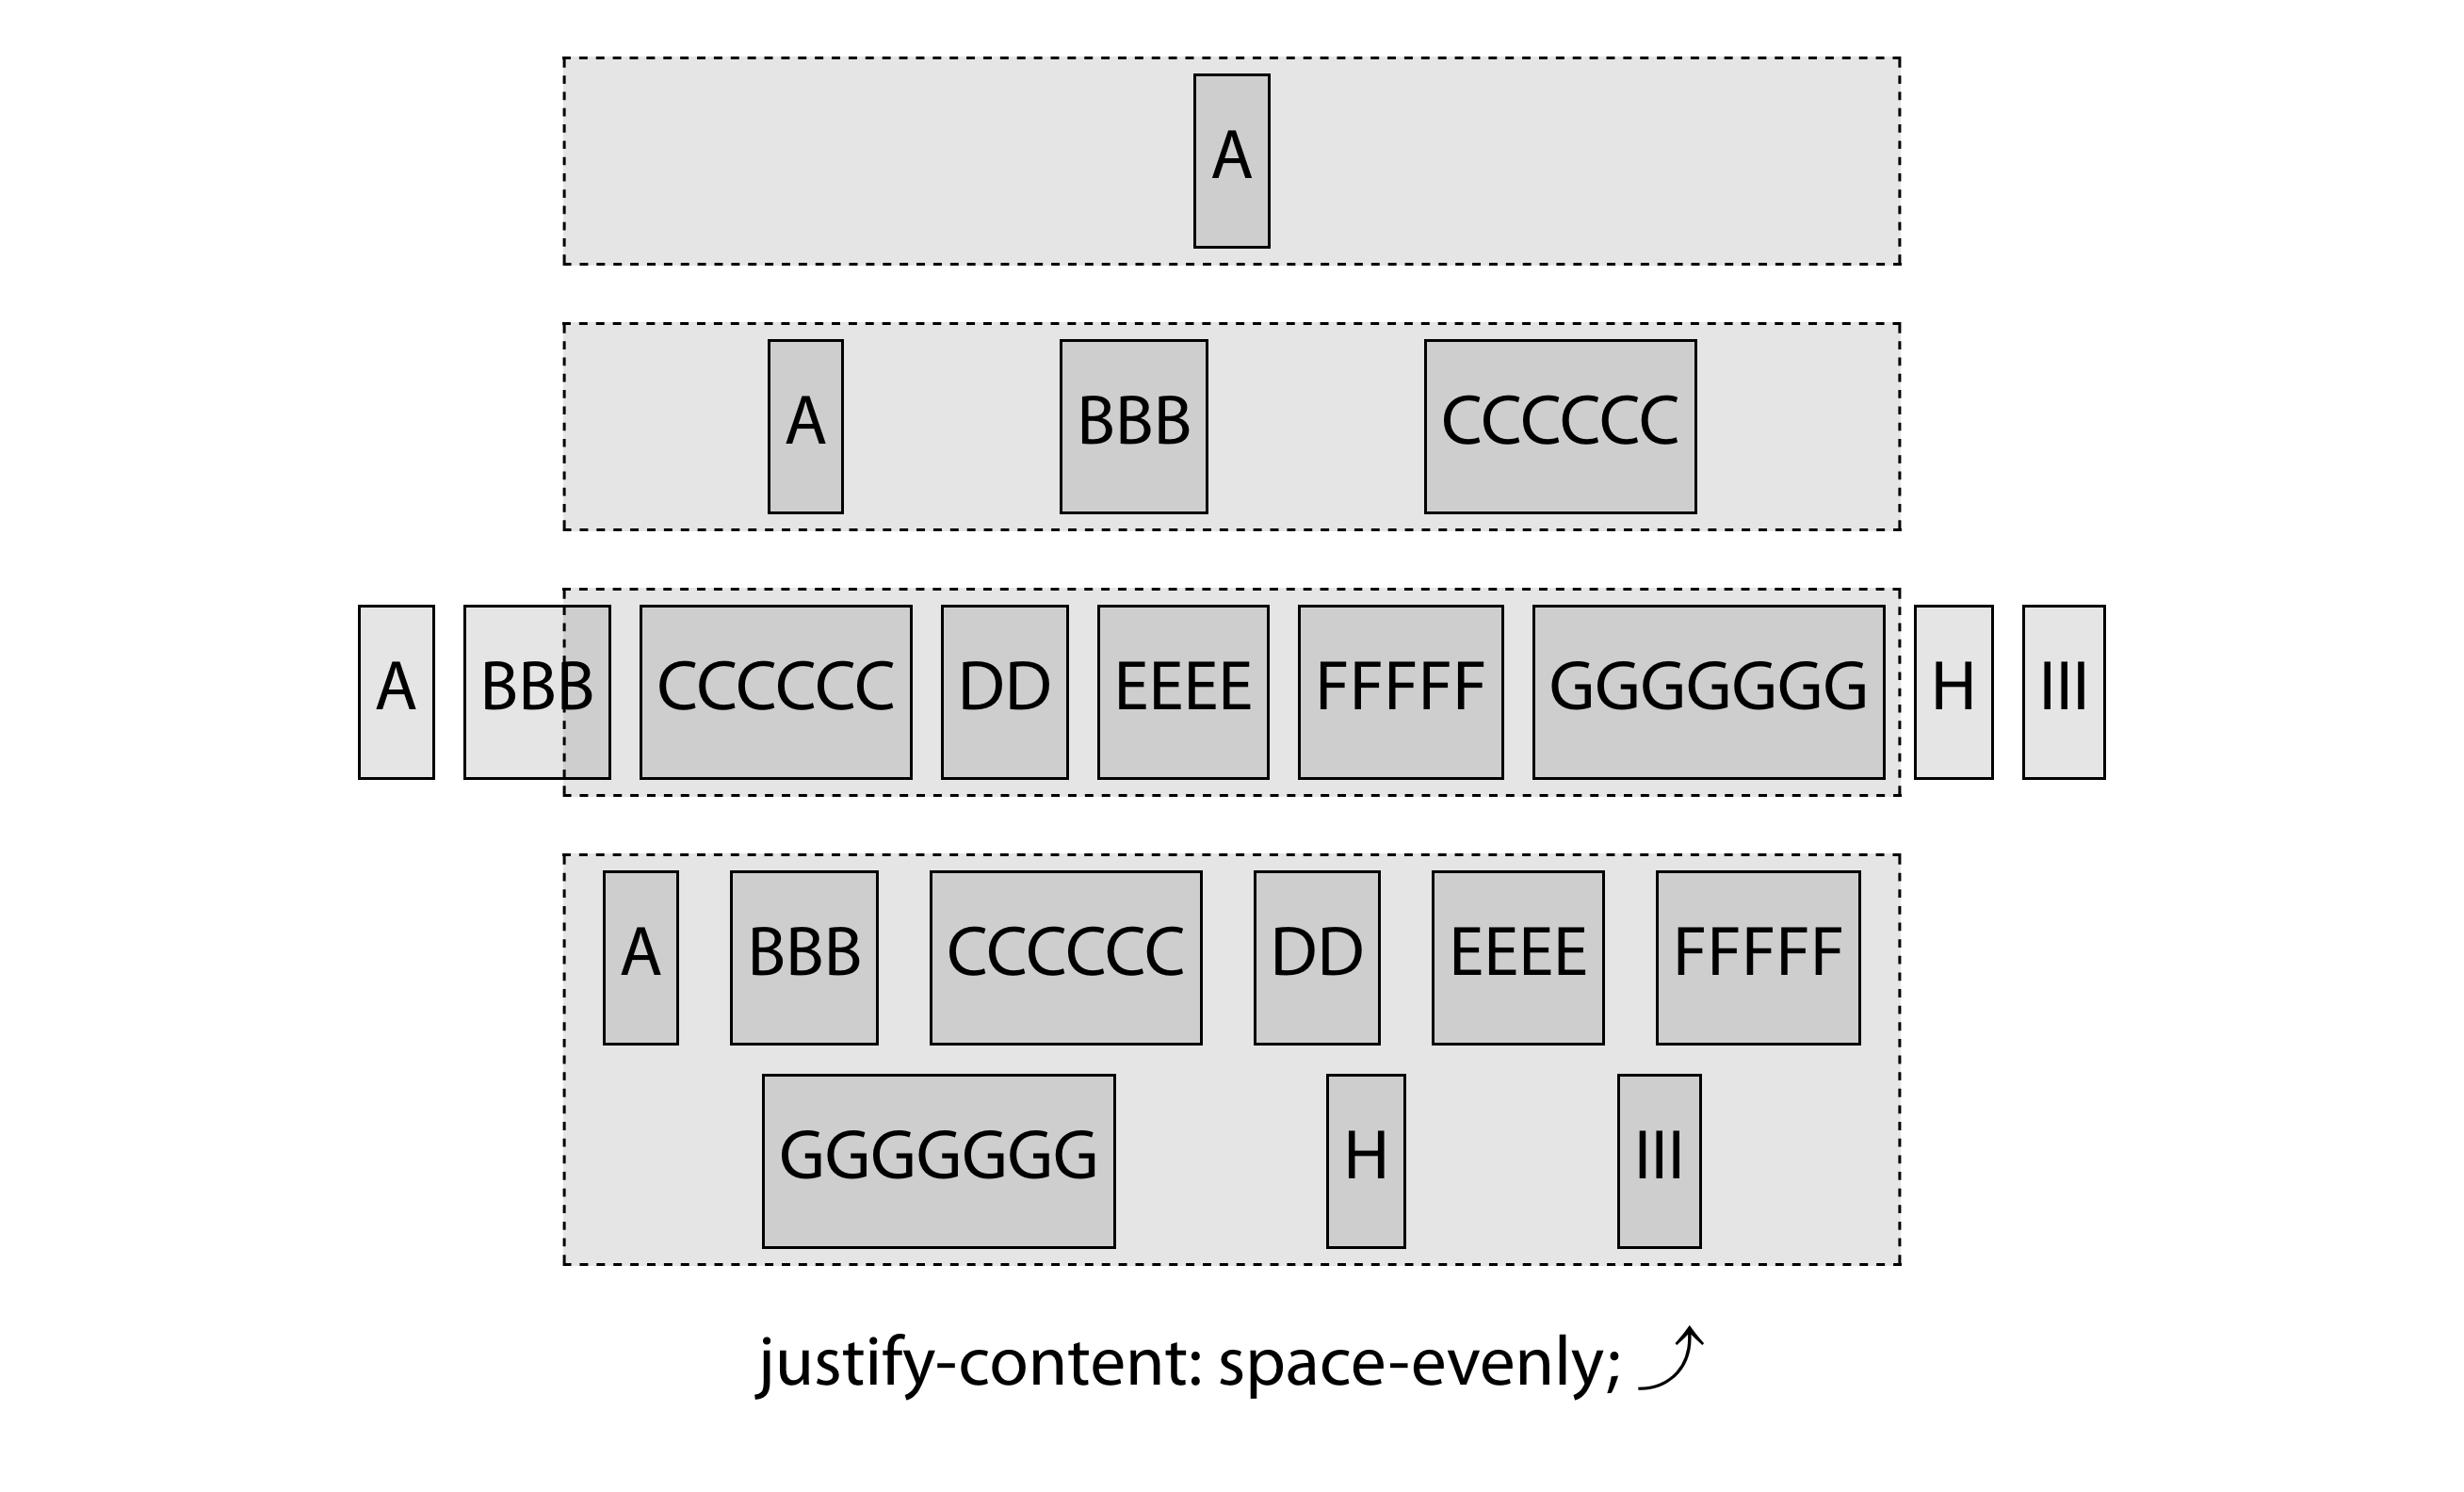 A
A BBB CCCCCC
A BBB CCCCCC DD EEEE FFFFF GGGGGGG H III
A BBB CCCCCC DD EEEE FFFFF
GGGGGGG H III
justify-content: space-evenly;